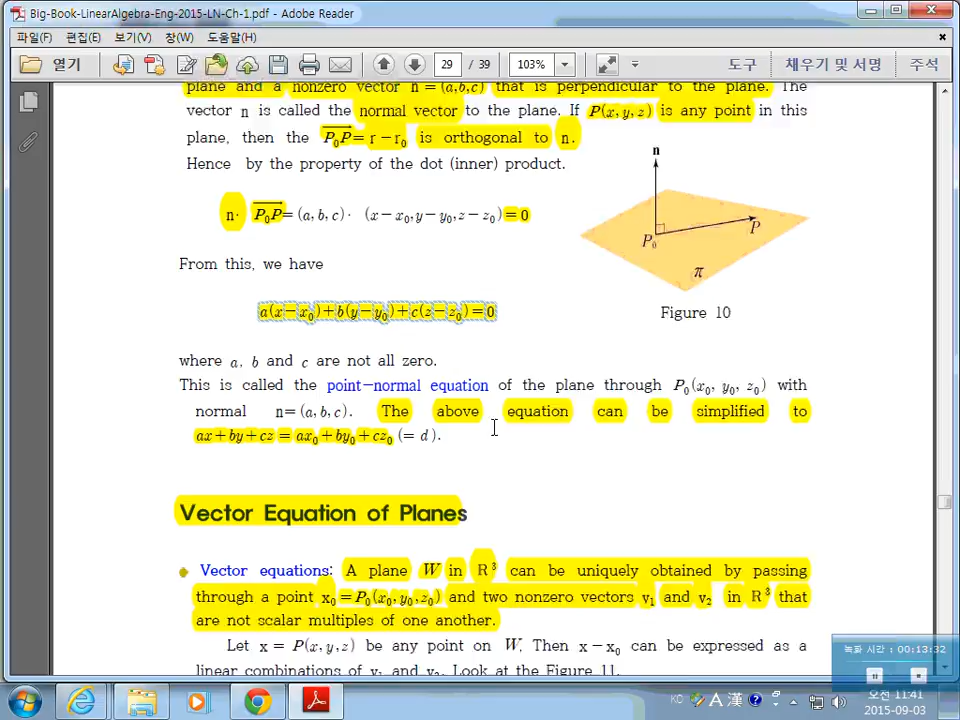 Big-Book-LinearAlgebra-Eng-2015-LN-Ch-1.pdf - Adobe Reader
파일(F) 편집(E) 보기(V) 창(W) 도움말(H)
열기 29 / 39 103% 도구 채우기 및 서명 주석
plane and a nonzero vector n = (a,b,c) that is perpendicular to the plane. The
vector n is called the normal vector to the plane. If P(x,y,z) is any point in this
plane, then the P₀P = r − r₀ is orthogonal to n.
Hence by the property of the dot (inner) product.
n· P₀P = (a, b, c)· (x−x₀, y−y₀, z−z₀) = 0
n
P₀
P
π
From this, we have
a(x−x₀)+b(y−y₀)+c(z−z₀)=0
Figure 10
where a, b and c are not all zero.
This is called the point-normal equation of the plane through P₀(x₀, y₀, z₀) with
normal n=(a,b,c). The above equation can be simplified to
ax+by+cz = ax₀+by₀+cz₀ (= d).
Vector Equation of Planes
Vector equations: A plane W in R³ can be uniquely obtained by passing
through a point x₀ = P₀(x₀,y₀,z₀) and two nonzero vectors v₁ and v₂ in R³ that
are not scalar multiples of one another.
Let x = P(x,y,z) be any point on W. Then x−x₀ can be expressed as a
linear combinations of v₁ and v₂. Look at the Figure 11.
녹화 시간 : 00:13:32
KC A 漢 오전 11:41
2015-09-03